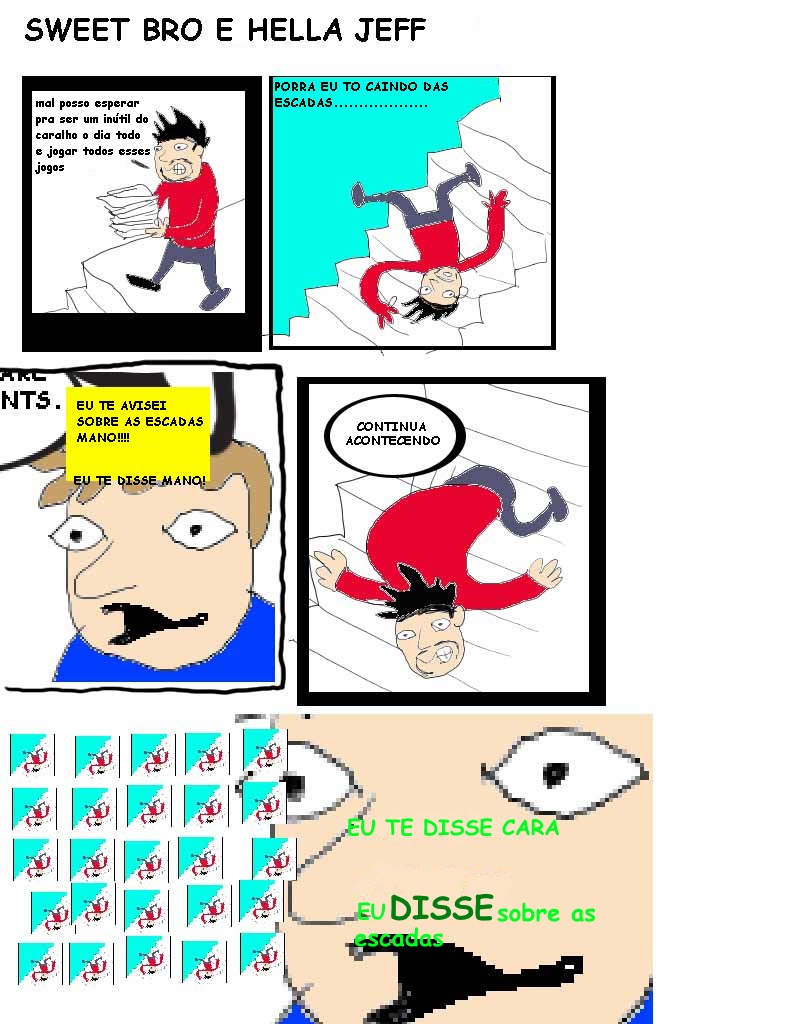 SWEET BRO E HELLA JEFF
mal posso esperar
pra ser um inútil do
caralho o dia todo
e jogar todos esses
jogos
PORRA EU TO CAINDO DAS
ESCADAS...................
NTS.
EU TE AVISEI
SOBRE AS ESCADAS
MANO!!!!
EU TE DISSE MANO!
CONTINUA
ACONTECENDO
EU TE DISSE CARA
EU DISSE sobre as
escadas